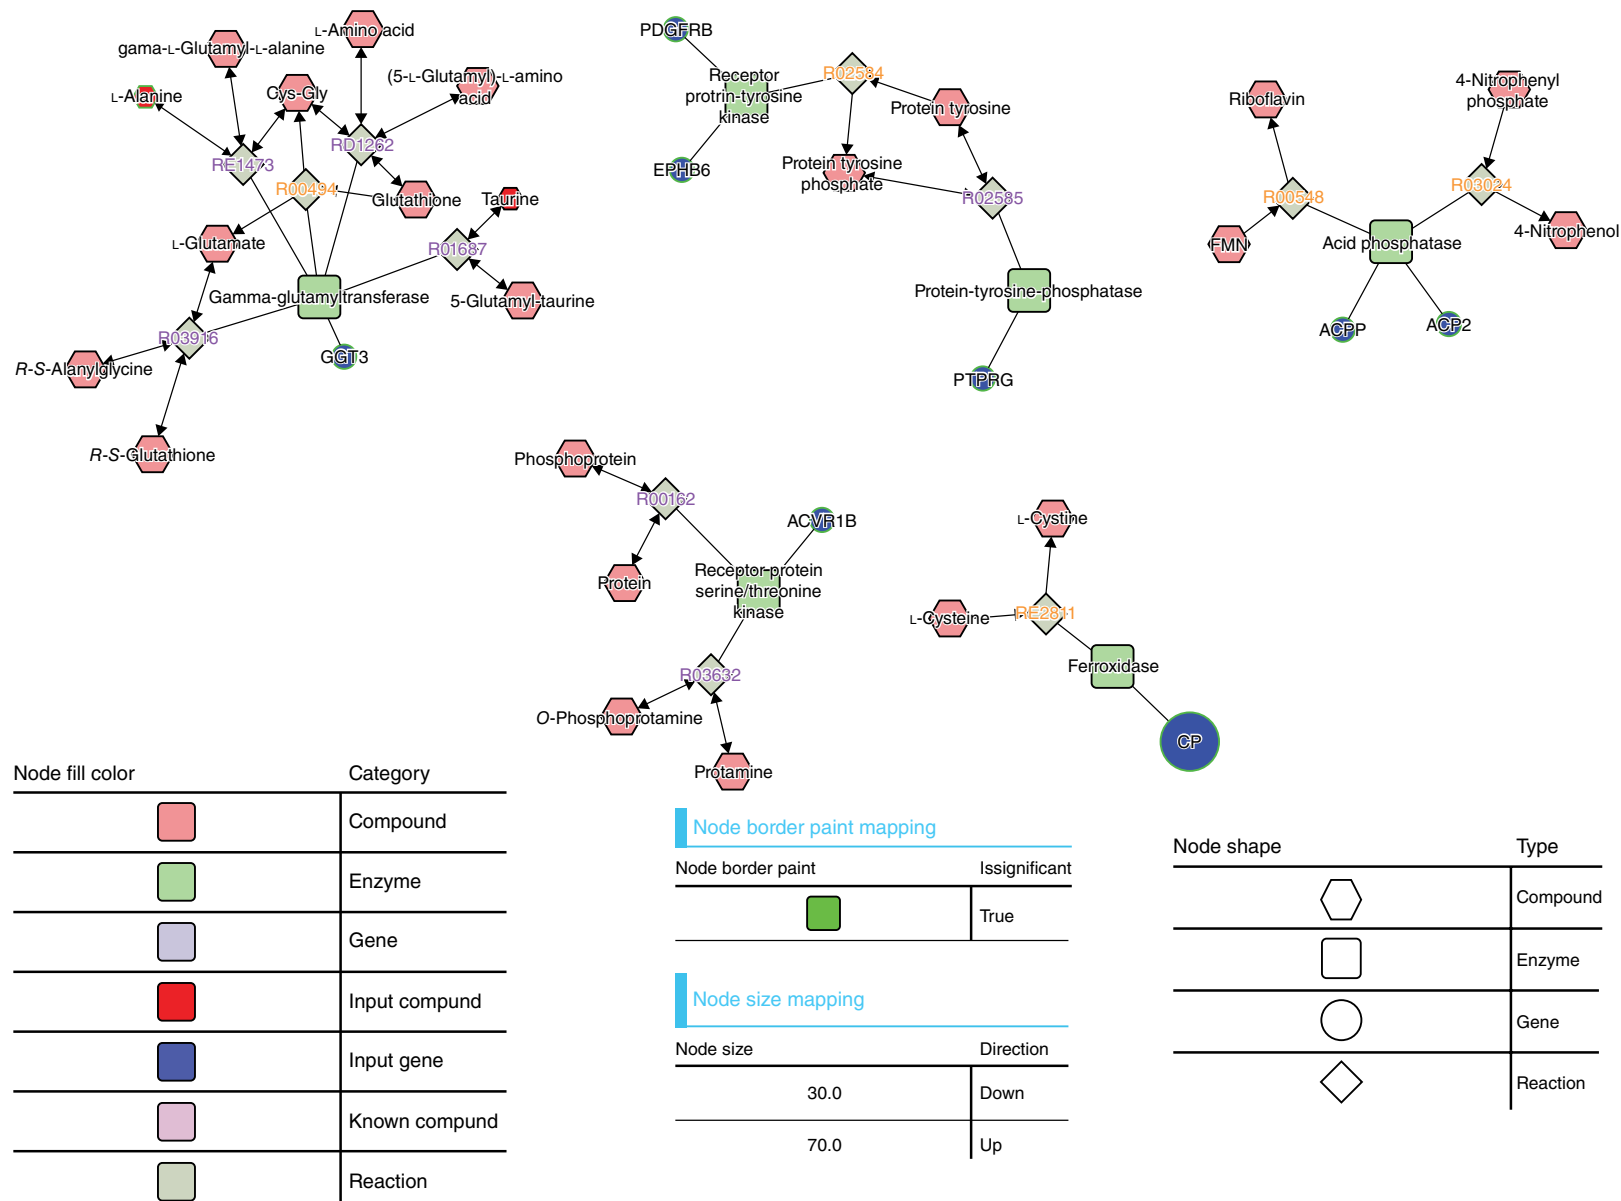 L-Amino acid
gama-L-Glutamyl-L-alanine
(5-L-Glutamyl)-L-amino
acid
L-Alanine
Cys-Gly
RE1473
RD1262
R00494
Glutathione
Taurine
L-Glutamate
R01687
Gamma-glutamyltransferase
5-Glutamyl-taurine
R03916
GGT3
R-S-Alanylglycine
R-S-Glutathione
PDGFRB
Receptor
protrin-tyrosine
kinase
R02584
Protein tyrosine
EPHB6
Protein tyrosine
phosphate
R02585
Protein-tyrosine-phosphatase
PTPRG
Riboflavin
4-Nitrophenyl
phosphate
R00548
R03024
FMN
Acid phosphatase
4-Nitrophenol
ACPP
ACP2
Phosphoprotein
R00162
ACVR1B
Protein
Receptor protein
serine/threonine
kinase
R03632
O-Phosphoprotamine
Protamine
L-Cystine
L-Cysteine
RE2811
Ferroxidase
CP
Node fill color Category
Compound
Enzyme
Gene
Input compund
Input gene
Known compund
Reaction
Node border paint mapping
Node border paint Issignificant
True
Node size mapping
Node size Direction
30.0 Down
70.0 Up
Node shape Type
Compound
Enzyme
Gene
Reaction